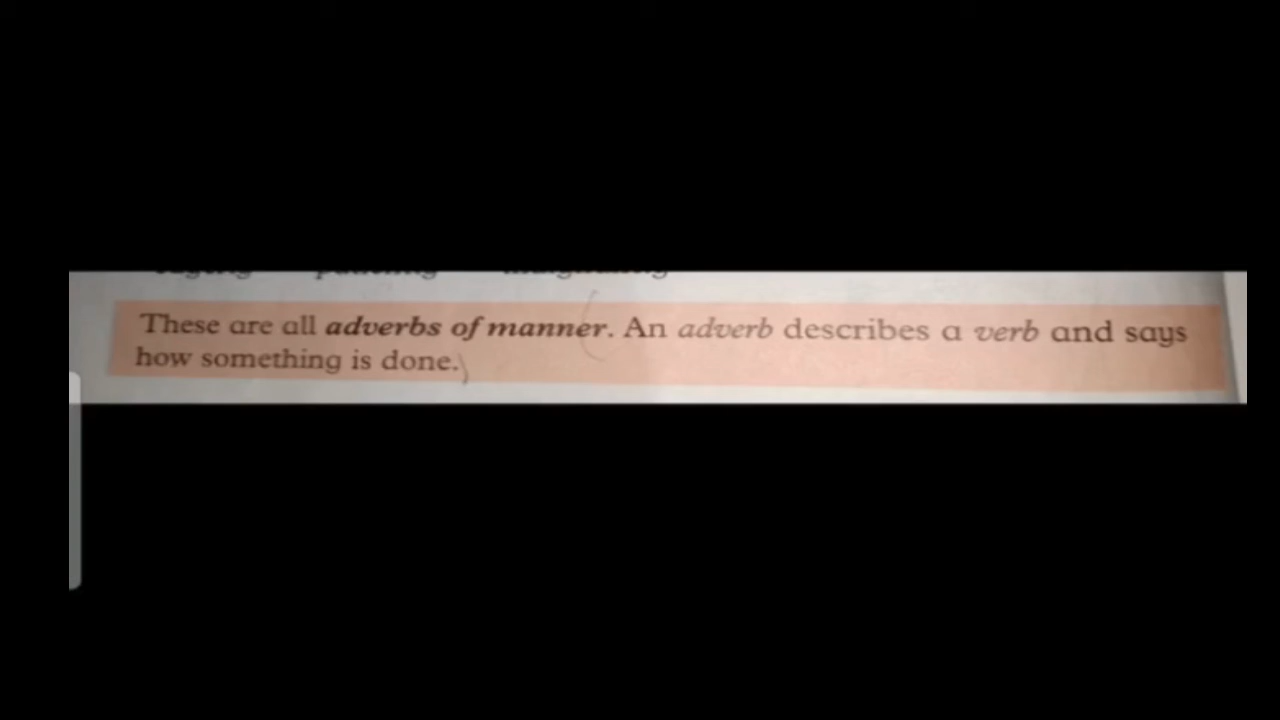 These are all adverbs of manner. An adverb describes a verb and says
how something is done.